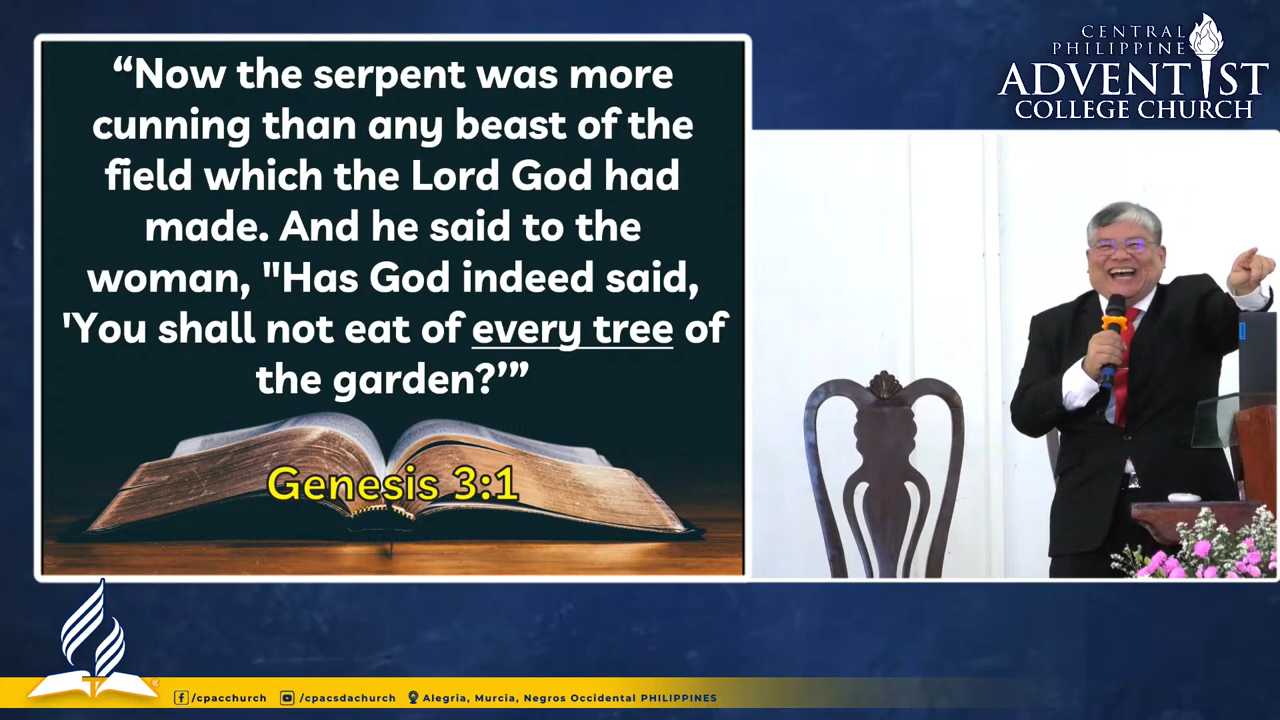 “Now the serpent was more
cunning than any beast of the
field which the Lord God had
made. And he said to the
woman, "Has God indeed said,
'You shall not eat of every tree of
the garden?’”
Genesis 3:1
CENTRAL
PHILIPPINE
ADVENTIST
COLLEGE CHURCH
/cpacchurch
/cpacsdachurch
Alegria, Murcia, Negros Occidental PHILIPPINES